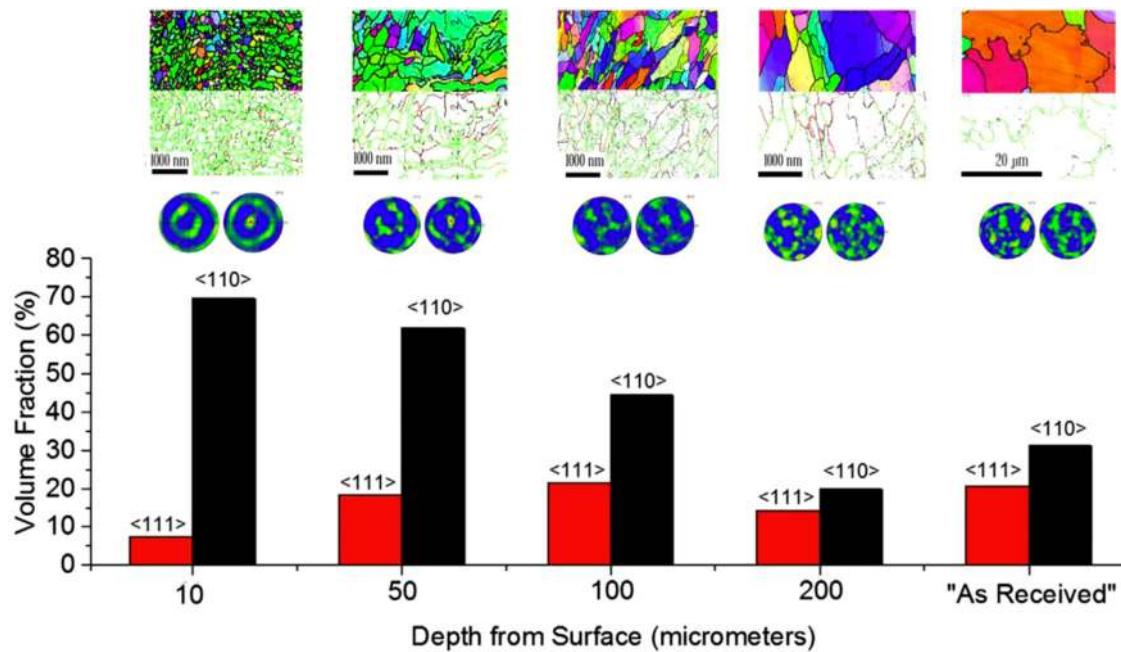 1000 nm
1000 nm
1000 nm
1000 nm
20 µm
Volume Fraction (%)
80
70
60
50
40
30
20
10
0
<111>
<110>
<111>
<110>
<111>
<110>
<111>
<110>
<111>
<110>
10
50
100
200
"As Received"
Depth from Surface (micrometers)